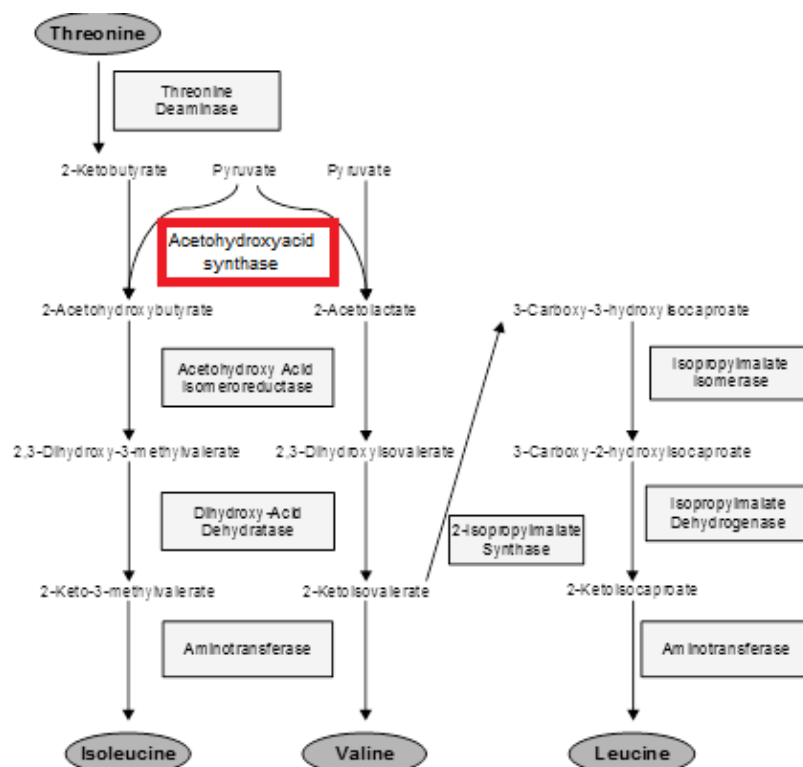 Threonine
Threonine
Deaminase
2-Ketobutyrate
Pyruvate
Pyruvate
Acetohydroxyacid
synthase
2-Acetohydroxybutyrate
2-Acetolactate
3-Carboxy-3-hydroxyisocaproate
Acetohydroxy Acid
Isomeroreductase
Isopropylmalate
Isomerase
2,3-Dihydroxy-3-methylvalerate
2,3-Dihydroxyisovalerate
3-Carboxy-2-hydroxyisocaproate
Dihydroxy-Acid
Dehydratase
2-Isopropylmalate
Synthase
Isopropylmalate
Dehydrogenase
2-Keto-3-methylvalerate
2-Ketoisovalerate
2-Ketoisocaproate
Aminotransferase
Aminotransferase
Isoleucine
Valine
Leucine